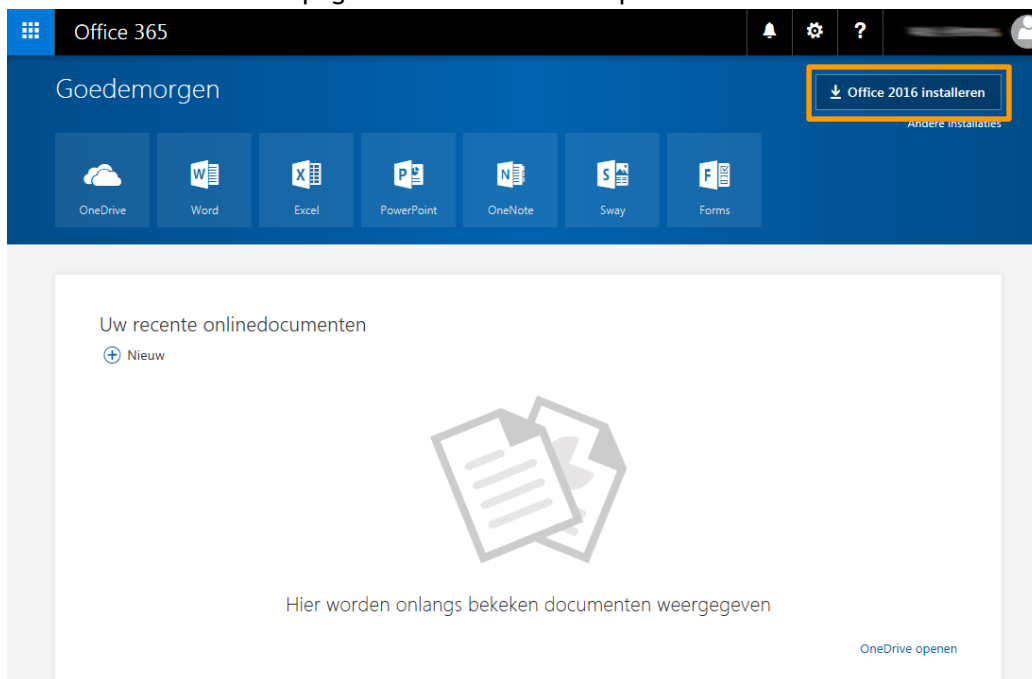 Office 365
?
Goedemorgen
Office 2016 installeren
Andere installaties
OneDrive
Word
Excel
PowerPoint
OneNote
Sway
Forms
Uw recente onlinedocumenten
Nieuw
Hier worden onlangs bekeken documenten weergegeven
OneDrive openen